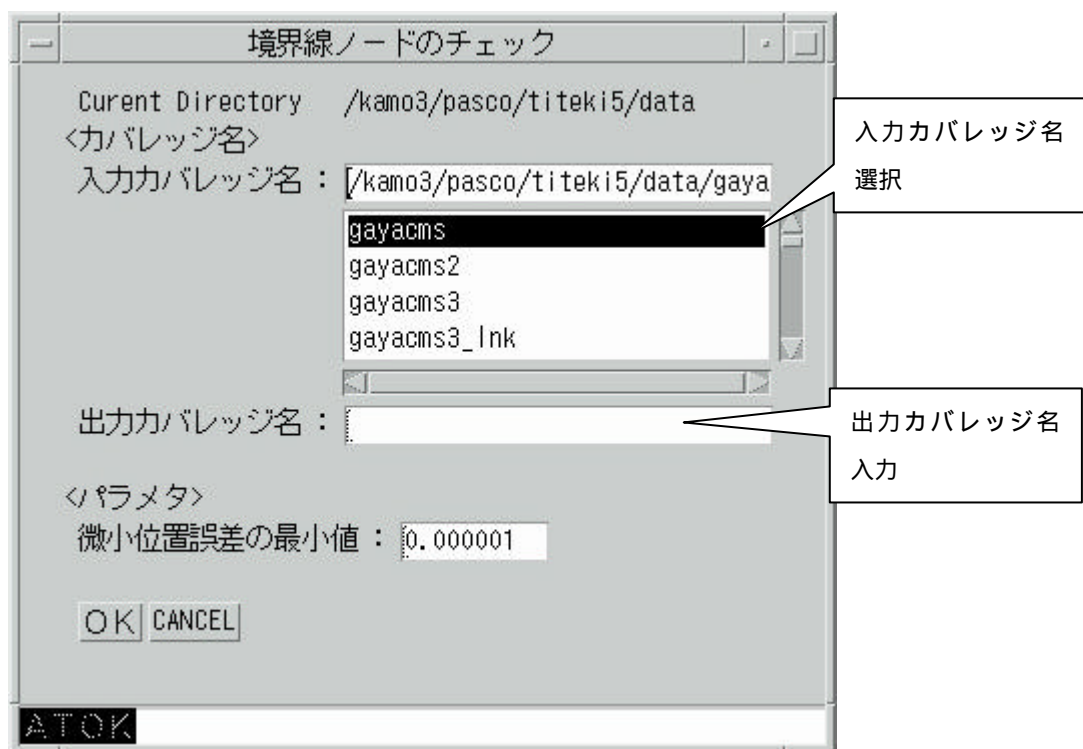 境界線ノードのチェック
Curent Directory /kamo3/pasco/titeki5/data
<カバレッジ名>
入力カバレッジ名 : /kamo3/pasco/titeki5/data/gaya
gayacms
gayacms2
gayacms3
gayacms3_lnk
出力カバレッジ名 :
<パラメタ>
微小位置誤差の最小値 : 0.000001
OK CANCEL
ATOK
入力カバレッジ名
選択
出力カバレッジ名
入力